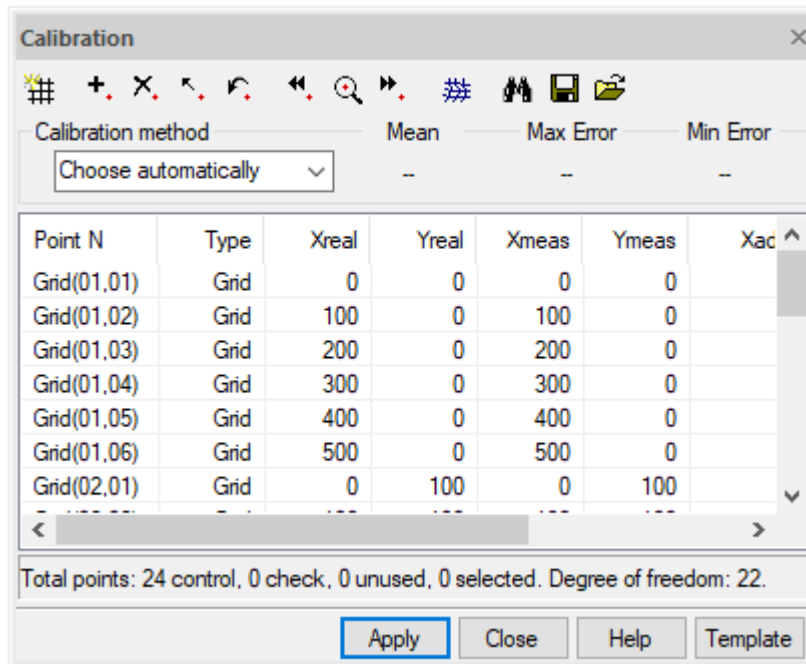 Calibration
Calibration method Mean Max Error Min Error
Choose automatically -- -- --
Point N Type Xreal Yreal Xmeas Ymeas Xad
Grid(01,01) Grid 0 0 0 0
Grid(01,02) Grid 100 0 100 0
Grid(01,03) Grid 200 0 200 0
Grid(01,04) Grid 300 0 300 0
Grid(01,05) Grid 400 0 400 0
Grid(01,06) Grid 500 0 500 0
Grid(02,01) Grid 0 100 0 100
Total points: 24 control, 0 check, 0 unused, 0 selected. Degree of freedom: 22.
Apply Close Help Template